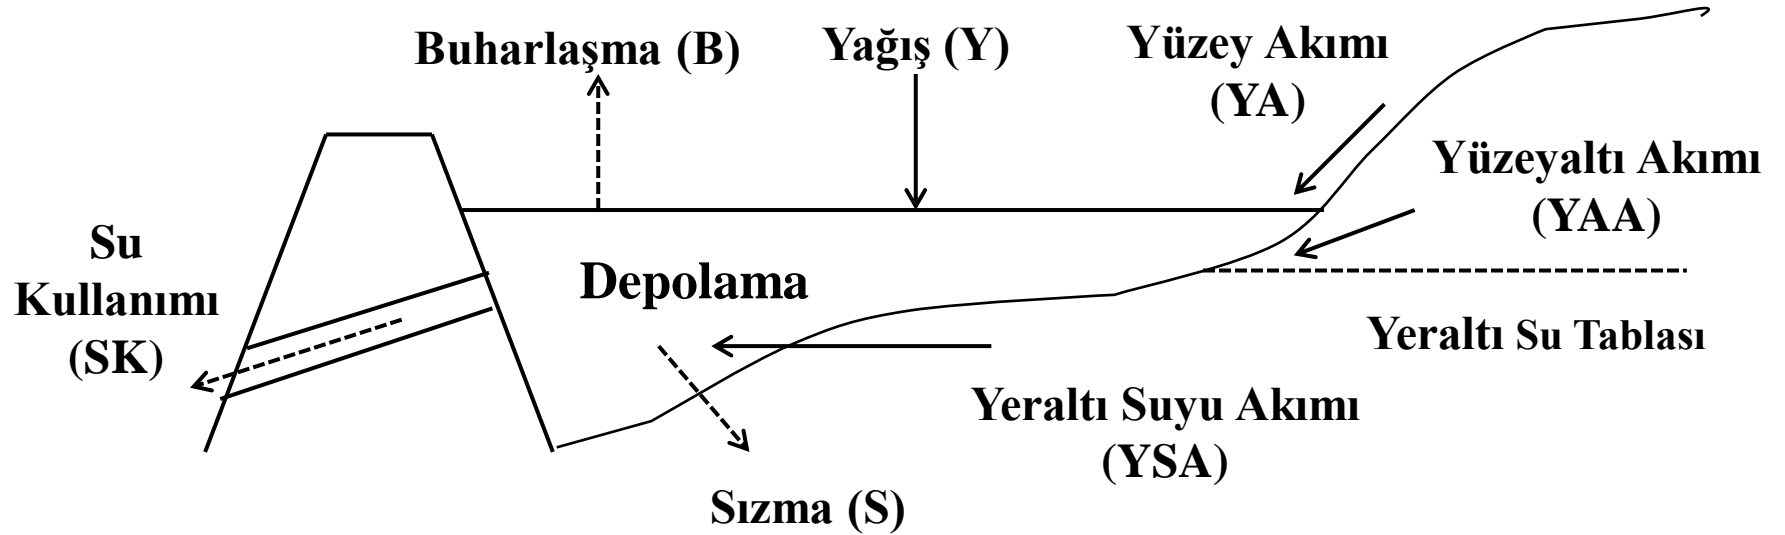 Buharlaşma (B)
Yağış (Y)
Yüzey Akımı
(YA)
Yüzeyaltı Akımı
(YAA)
Su
Kullanımı
(SK)
Depolama
Yeraltı Su Tablası
Yeraltı Suyu Akımı
(YSA)
Sızma (S)